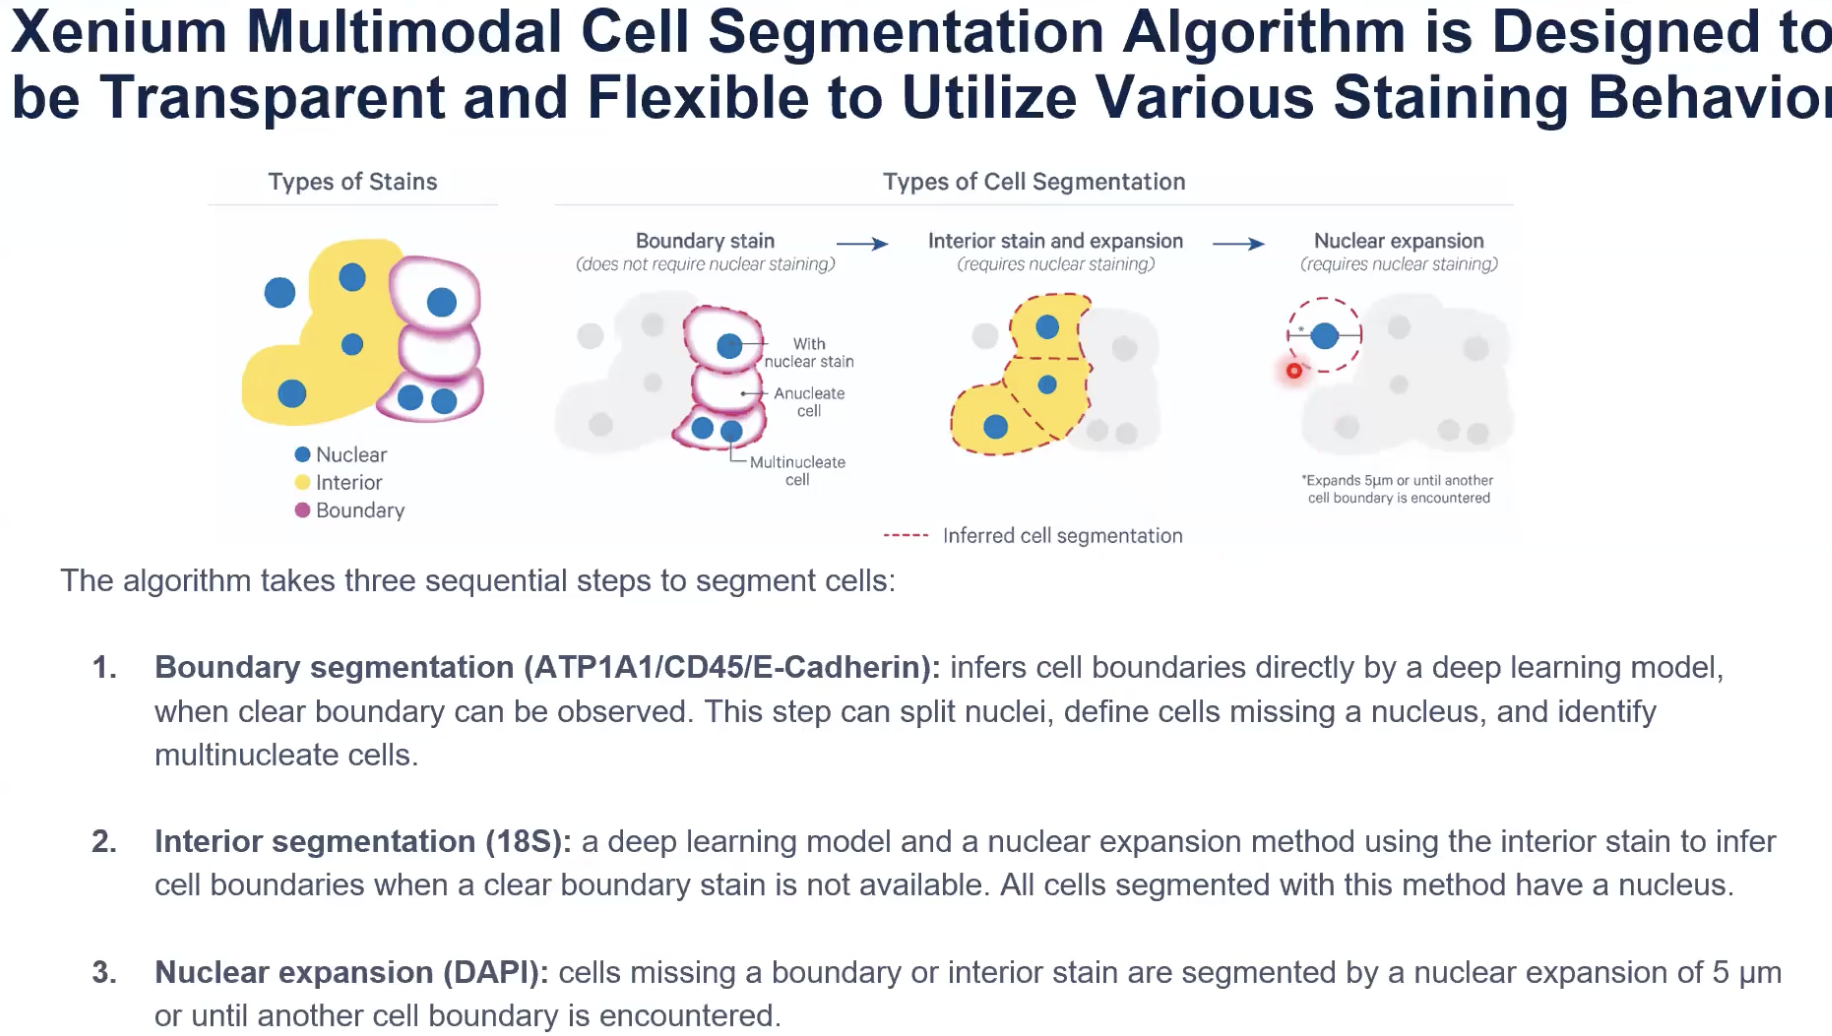 Xenium Multimodal Cell Segmentation Algorithm is Designed to
be Transparent and Flexible to Utilize Various Staining Behavior
Types of Stains
Nuclear
Interior
Boundary
Types of Cell Segmentation
Boundary stain
(does not require nuclear staining)
With
nuclear stain
Anucleate
cell
Multinucleate
cell
Interior stain and expansion
(requires nuclear staining)
Nuclear expansion
(requires nuclear staining)
*
*Expands 5µm or until another
cell boundary is encountered
Inferred cell segmentation
The algorithm takes three sequential steps to segment cells:
1. Boundary segmentation (ATP1A1/CD45/E-Cadherin): infers cell boundaries directly by a deep learning model,
when clear boundary can be observed. This step can split nuclei, define cells missing a nucleus, and identify
multinucleate cells.
2. Interior segmentation (18S): a deep learning model and a nuclear expansion method using the interior stain to infer
cell boundaries when a clear boundary stain is not available. All cells segmented with this method have a nucleus.
3. Nuclear expansion (DAPI): cells missing a boundary or interior stain are segmented by a nuclear expansion of 5 µm
or until another cell boundary is encountered.